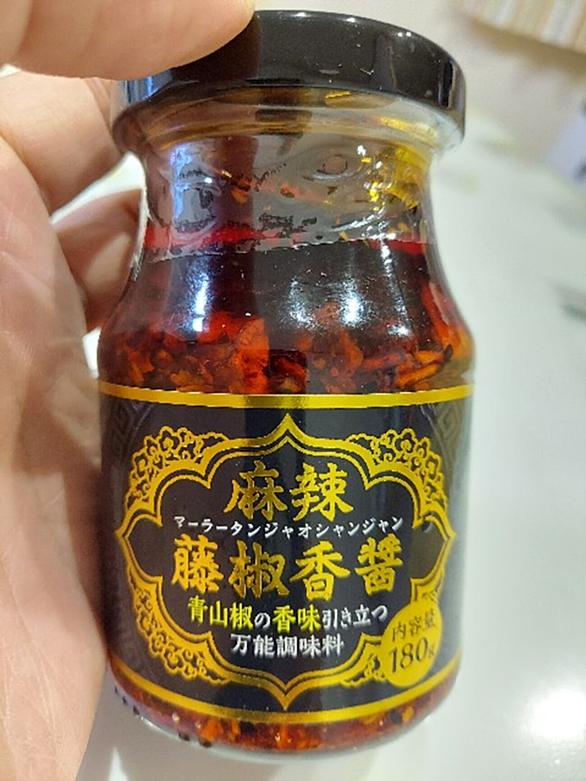 麻辣
マーラータンジャオシャンジャン
藤椒香醬
青山椒の香味引き立つ
万能調味料
内容量
180g